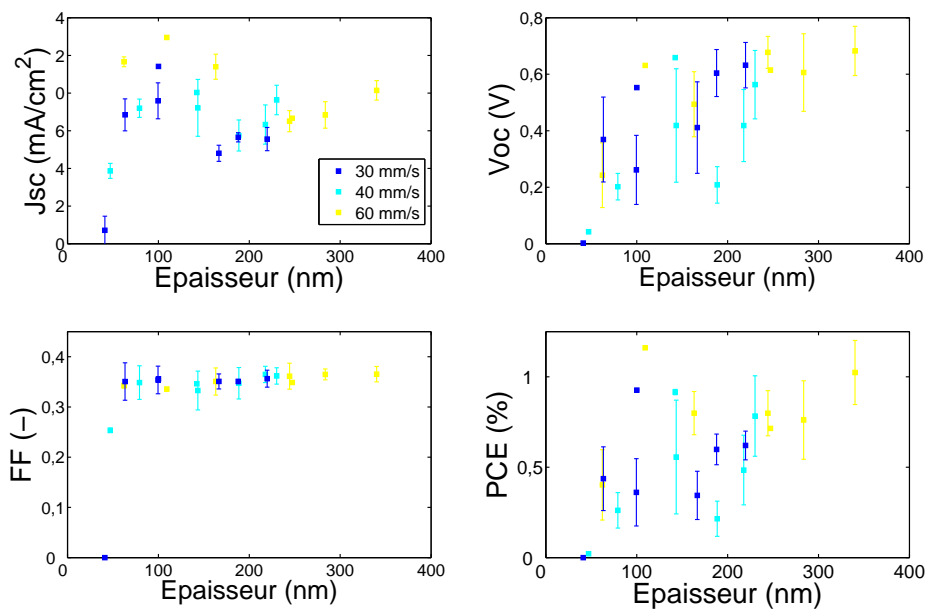 4
2
0
6
4
2
0
Jsc (mA/cm²)
30 mm/s
40 mm/s
60 mm/s
0 100 200 300 400
Epaisseur (nm)
0,8
0,6
0,4
0,2
0
Voc (V)
0 100 200 300 400
Epaisseur (nm)
0,4
0,3
0,2
0,1
0
FF (–)
0 100 200 300 400
Epaisseur (nm)
1
0,5
0
PCE (%)
0 100 200 300 400
Epaisseur (nm)